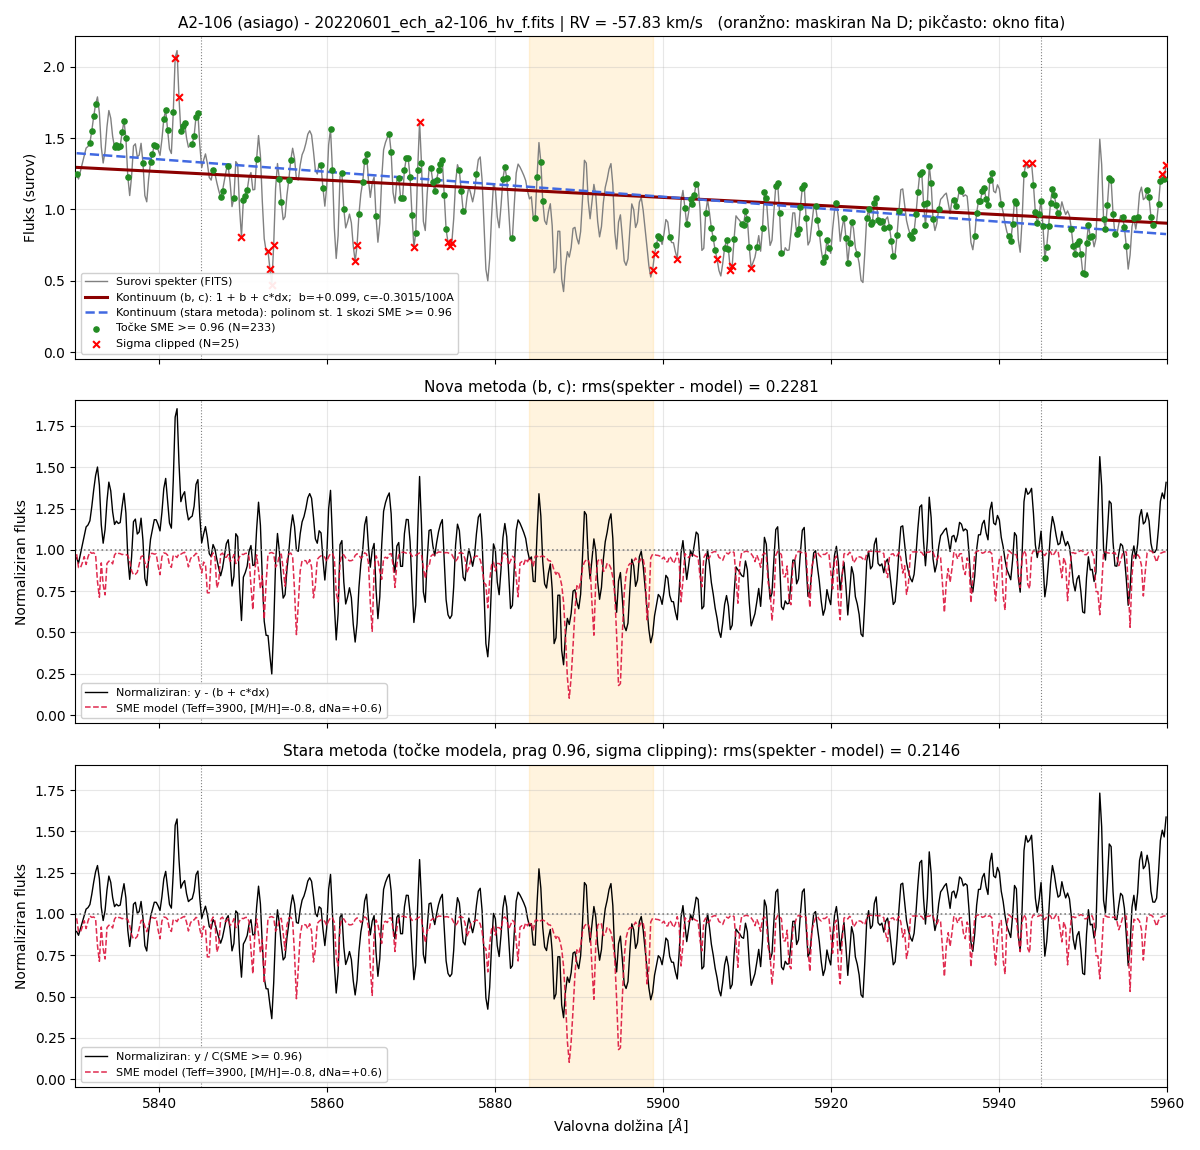 A2-106 (asiago) - 20220601_ech_a2-106_hv_f.fits | RV = -57.83 km/s   (oranžno: maskiran Na D; pikčasto: okno fita)
Fluks (surov)
2.0
1.5
1.0
0.5
0.0
Surovi spekter (FITS)
Kontinuum (b, c): 1 + b + c*dx;  b=+0.099, c=-0.3015/100A
Kontinuum (stara metoda): polinom st. 1 skozi SME >= 0.96
Točke SME >= 0.96 (N=233)
Sigma clipped (N=25)
Nova metoda (b, c): rms(spekter - model) = 0.2281
Normaliziran fluks
1.75
1.50
1.25
1.00
0.75
0.50
0.25
0.00
Normaliziran: y - (b + c*dx)
SME model (Teff=3900, [M/H]=-0.8, dNa=+0.6)
Stara metoda (točke modela, prag 0.96, sigma clipping): rms(spekter - model) = 0.2146
Normaliziran fluks
1.75
1.50
1.25
1.00
0.75
0.50
0.25
0.00
Normaliziran: y / C(SME >= 0.96)
SME model (Teff=3900, [M/H]=-0.8, dNa=+0.6)
5840 5860 5880 5900 5920 5940 5960
Valovna dolžina [Å]